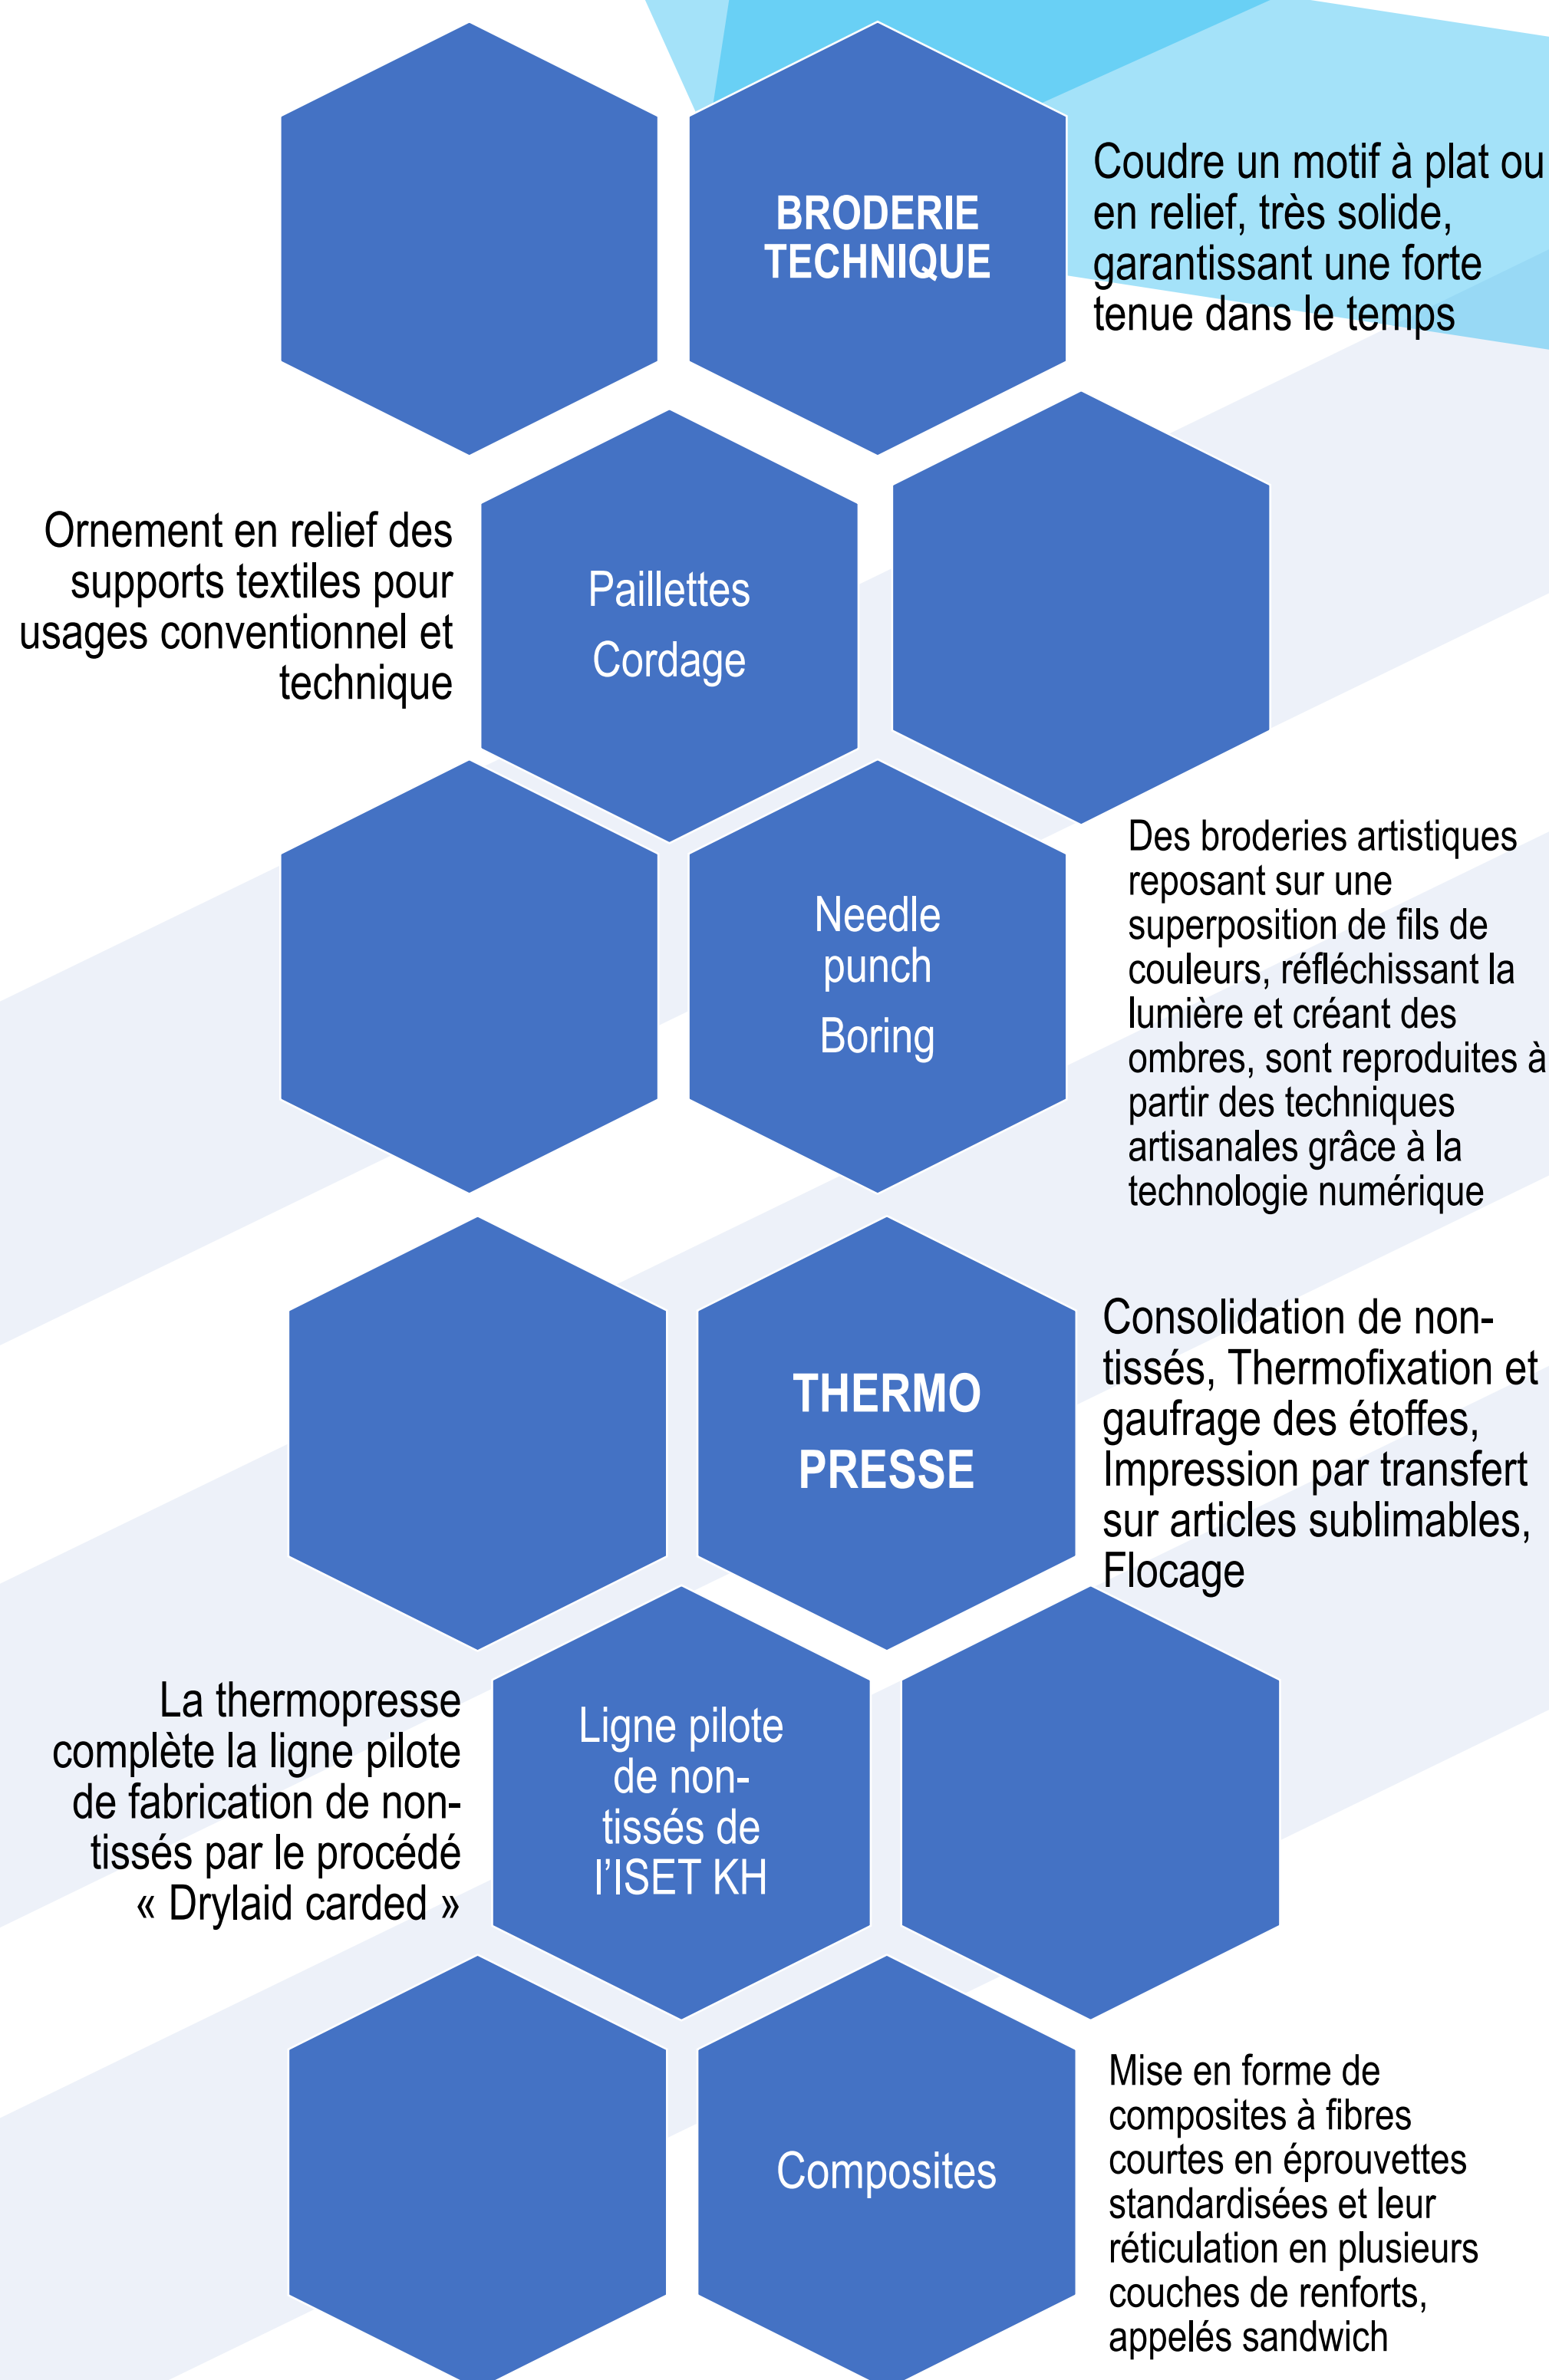 BRODERIE
TECHNIQUE
Coudre un motif à plat ou
en relief, très solide,
garantissant une forte
tenue dans le temps
Ornement en relief des
supports textiles pour
usages conventionnel et
technique
Paillettes
Cordage
Needle
punch
Boring
Des broderies artistiques
reposant sur une
superposition de fils de
couleurs, réfléchissant la
lumière et créant des
ombres, sont reproduites à
partir des techniques
artisanales grâce à la
technologie numérique
THERMO
PRESSE
Consolidation de non-
tissés, Thermofixation et
gaufrage des étoffes,
Impression par transfert
sur articles sublimables,
Flocage
La thermopresse
complète la ligne pilote
de fabrication de non-
tissés par le procédé
« Drylaid carded »
Ligne pilote
de non-
tissés de
l’ISET KH
Composites
Mise en forme de
composites à fibres
courtes en éprouvettes
standardisées et leur
réticulation en plusieurs
couches de renforts,
appelés sandwich